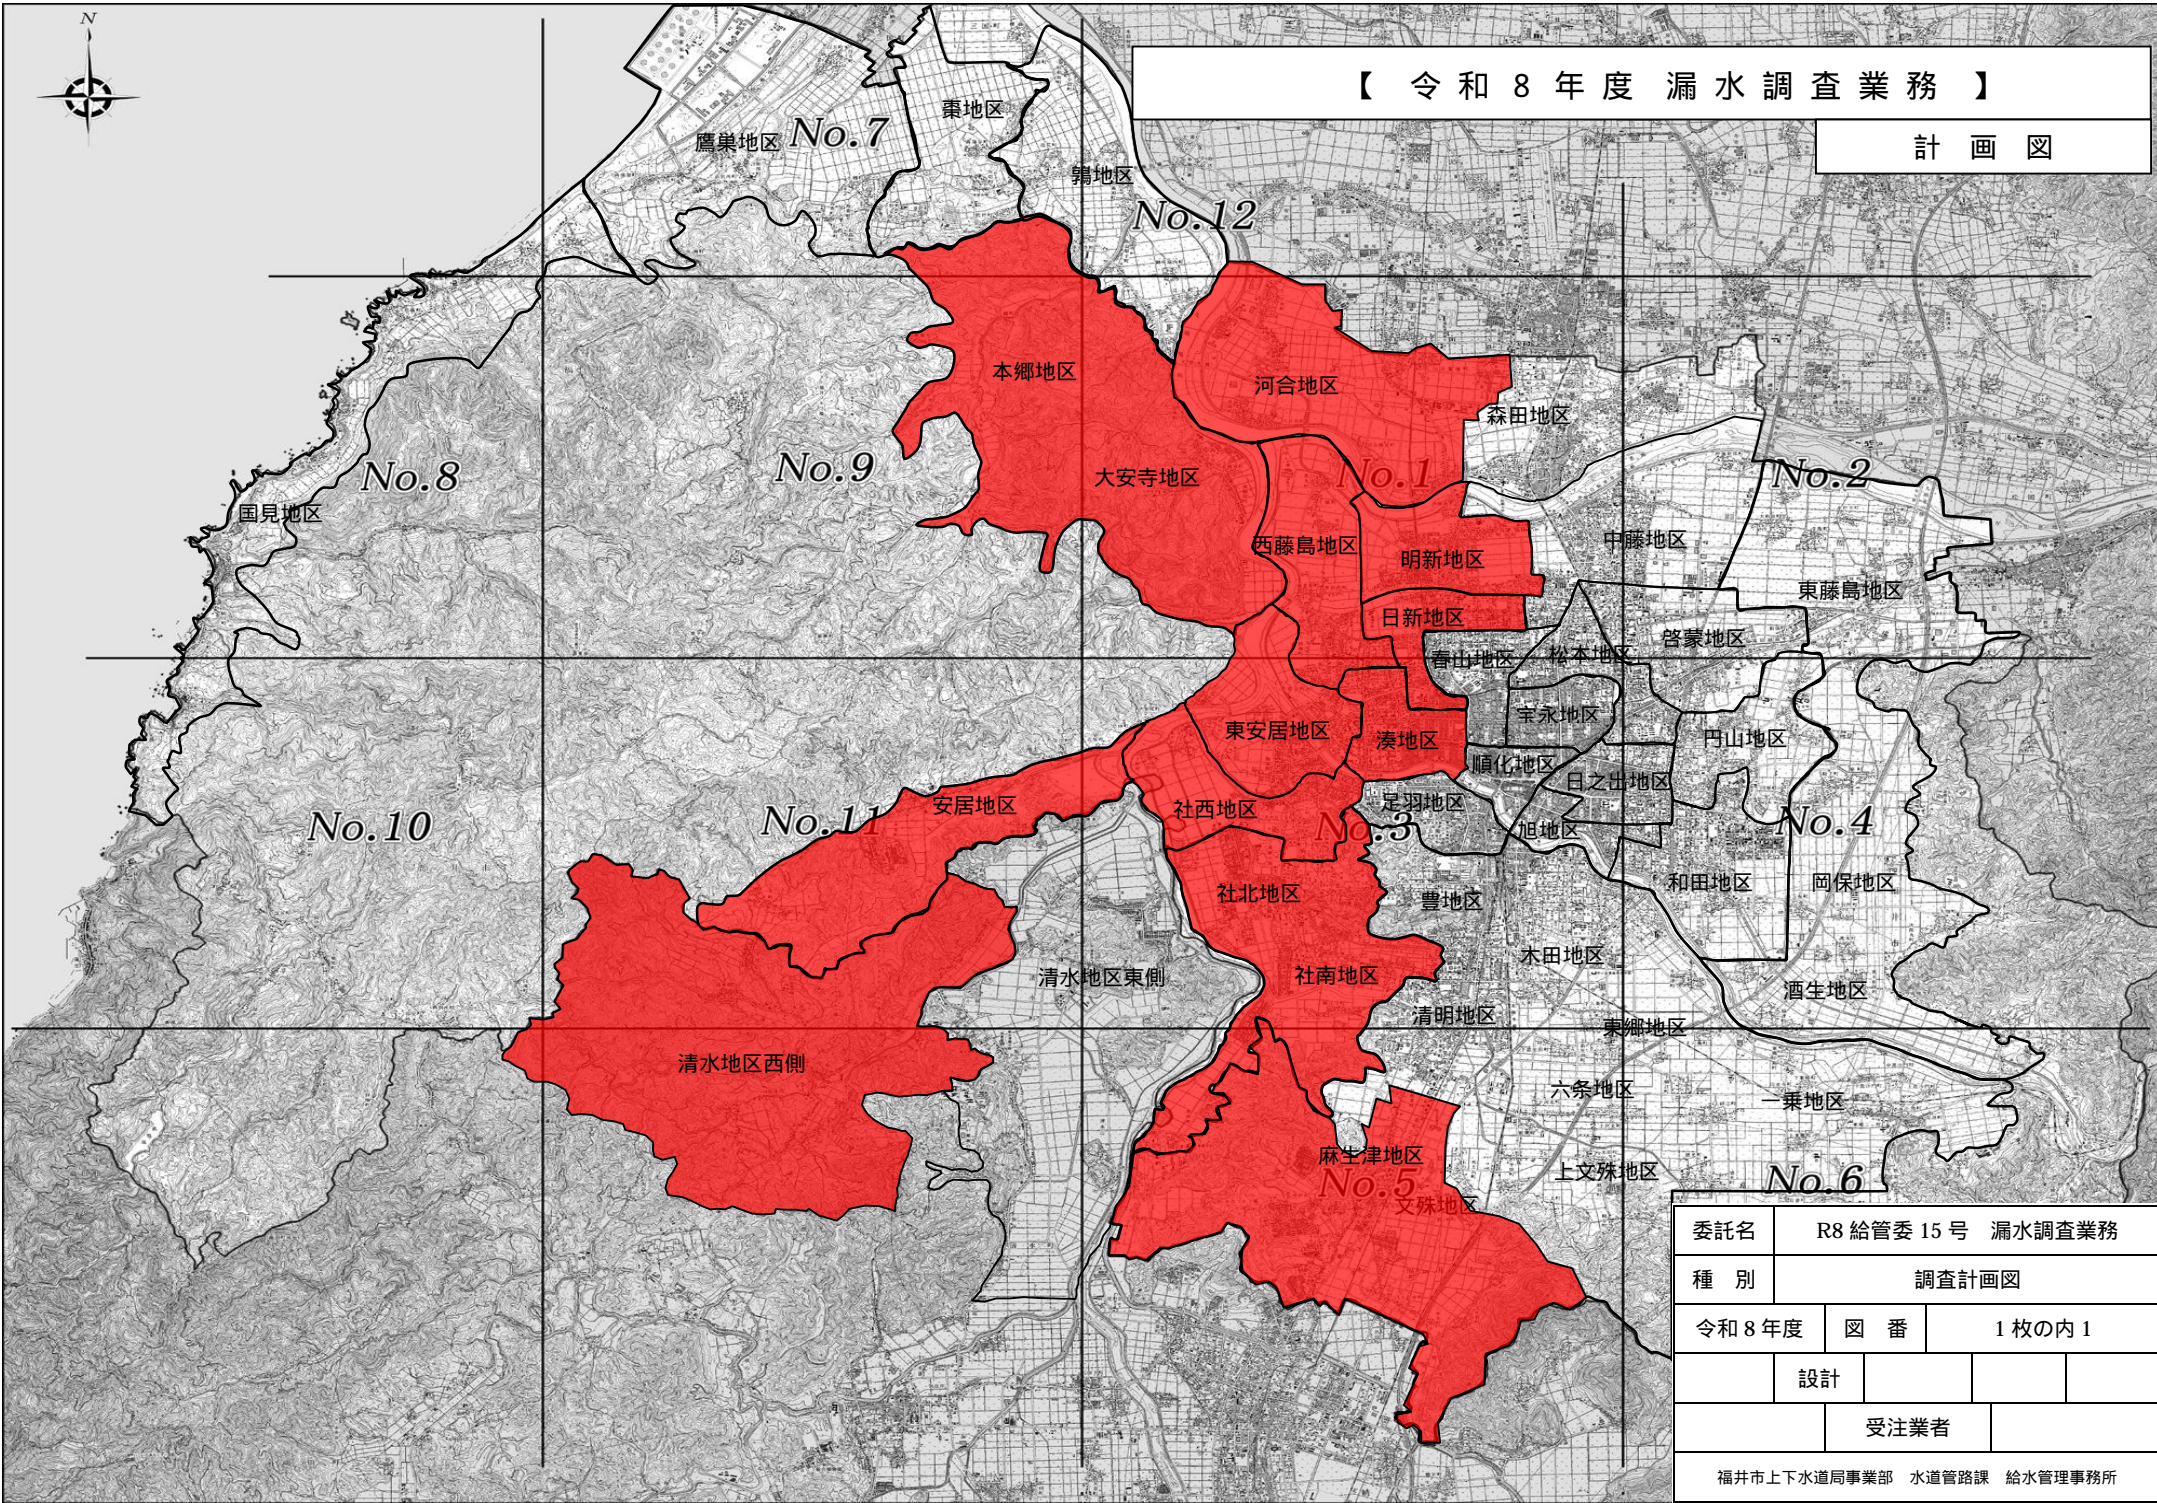 N
【 令和8年度 漏水調査業務 】
計画図
鷹巣地区
No.7
棗地区
鶉地区
No.12
本郷地区
河合地区
森田地区
No.8
No.9
大安寺地区
No.1
No.2
国見地区
西藤島地区
明新地区
中藤地区
東藤島地区
日新地区
啓蒙地区
春山地区
松本地区
宝永地区
東安居地区
湊地区
円山地区
順化地区
日之出地区
安居地区
社西地区
足羽地区
No.10
No.11
No.3
旭地区
No.4
社北地区
豊地区
和田地区
岡保地区
木田地区
清水地区東側
社南地区
酒生地区
清明地区
東郷地区
清水地区西側
六条地区
一乗地区
麻生津地区
上文殊地区
No.5
No.6
文殊地区
委託名 R8 給管委 15 号 漏水調査業務
種 別 調査計画図
令和 8 年度 図 番 1 枚の内 1
設計
受注業者
福井市上下水道局事業部 水道管路課 給水管理事務所